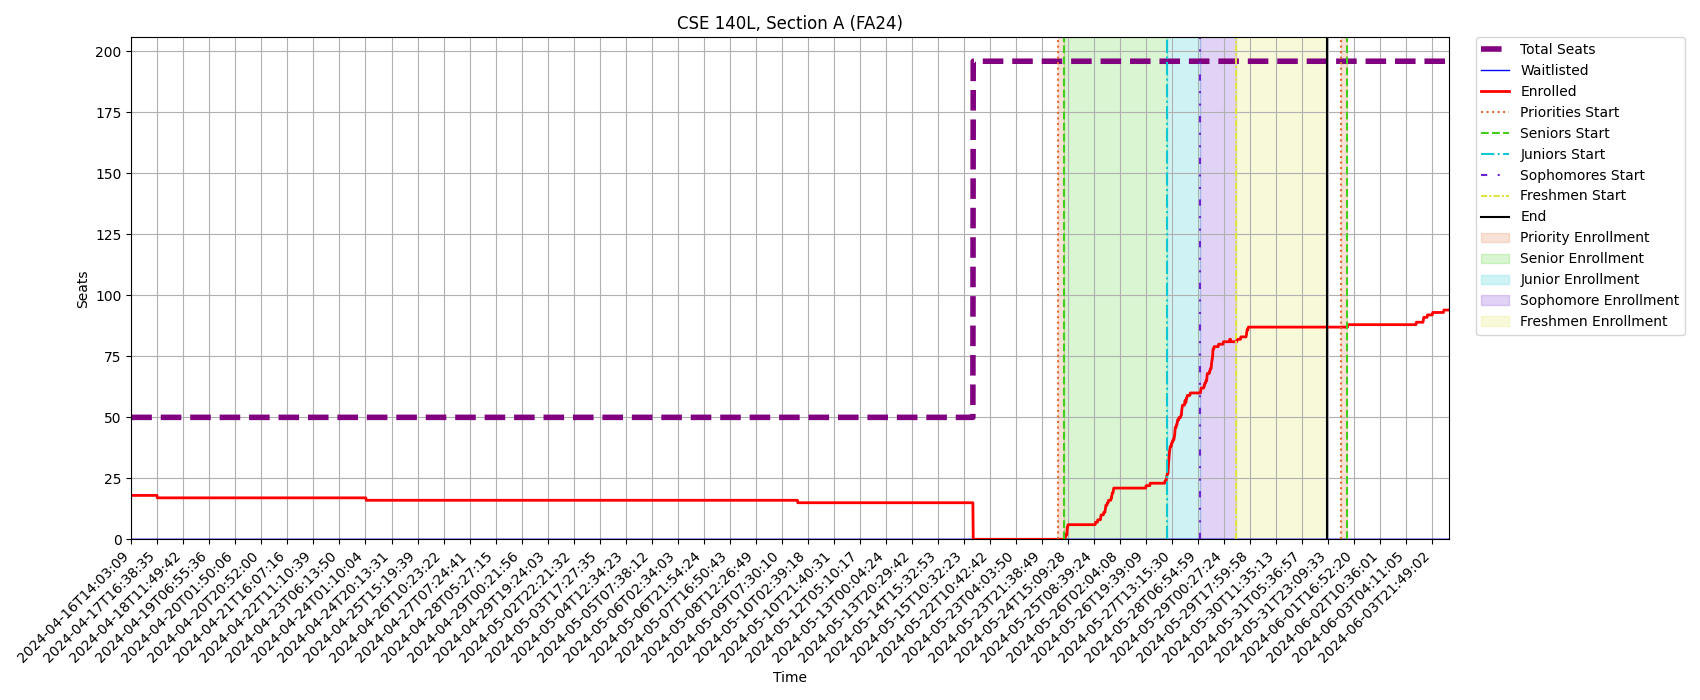 CSE 140L, Section A (FA24)
Seats
200
175
150
125
100
75
50
25
0
2024-04-16T14:03:09
2024-04-17T16:38:35
2024-04-18T11:49:42
2024-04-19T06:55:36
2024-04-20T01:50:06
2024-04-20T20:52:00
2024-04-21T16:07:16
2024-04-22T11:10:39
2024-04-23T06:13:50
2024-04-24T01:10:04
2024-04-24T20:13:31
2024-04-25T15:19:39
2024-04-26T10:23:22
2024-04-27T07:24:41
2024-04-28T05:27:15
2024-04-29T00:21:56
2024-04-29T19:24:03
2024-05-02T22:21:32
2024-05-03T17:27:35
2024-05-04T12:34:23
2024-05-05T07:38:12
2024-05-06T02:34:03
2024-05-06T21:54:24
2024-05-07T16:50:43
2024-05-08T12:26:49
2024-05-09T07:30:10
2024-05-10T02:39:18
2024-05-10T21:40:31
2024-05-12T05:10:17
2024-05-13T00:04:24
2024-05-13T20:29:42
2024-05-14T15:32:53
2024-05-15T10:32:23
2024-05-22T10:42:42
2024-05-23T04:03:50
2024-05-23T21:38:49
2024-05-24T15:09:28
2024-05-25T08:39:24
2024-05-26T02:04:08
2024-05-26T19:39:09
2024-05-27T13:15:30
2024-05-28T06:54:59
2024-05-29T00:27:24
2024-05-29T17:59:58
2024-05-30T11:35:13
2024-05-31T05:36:57
2024-05-31T23:09:33
2024-06-01T16:52:20
2024-06-02T10:36:01
2024-06-03T04:11:05
2024-06-03T21:49:02
Time
Total Seats
Waitlisted
Enrolled
Priorities Start
Seniors Start
Juniors Start
Sophomores Start
Freshmen Start
End
Priority Enrollment
Senior Enrollment
Junior Enrollment
Sophomore Enrollment
Freshmen Enrollment